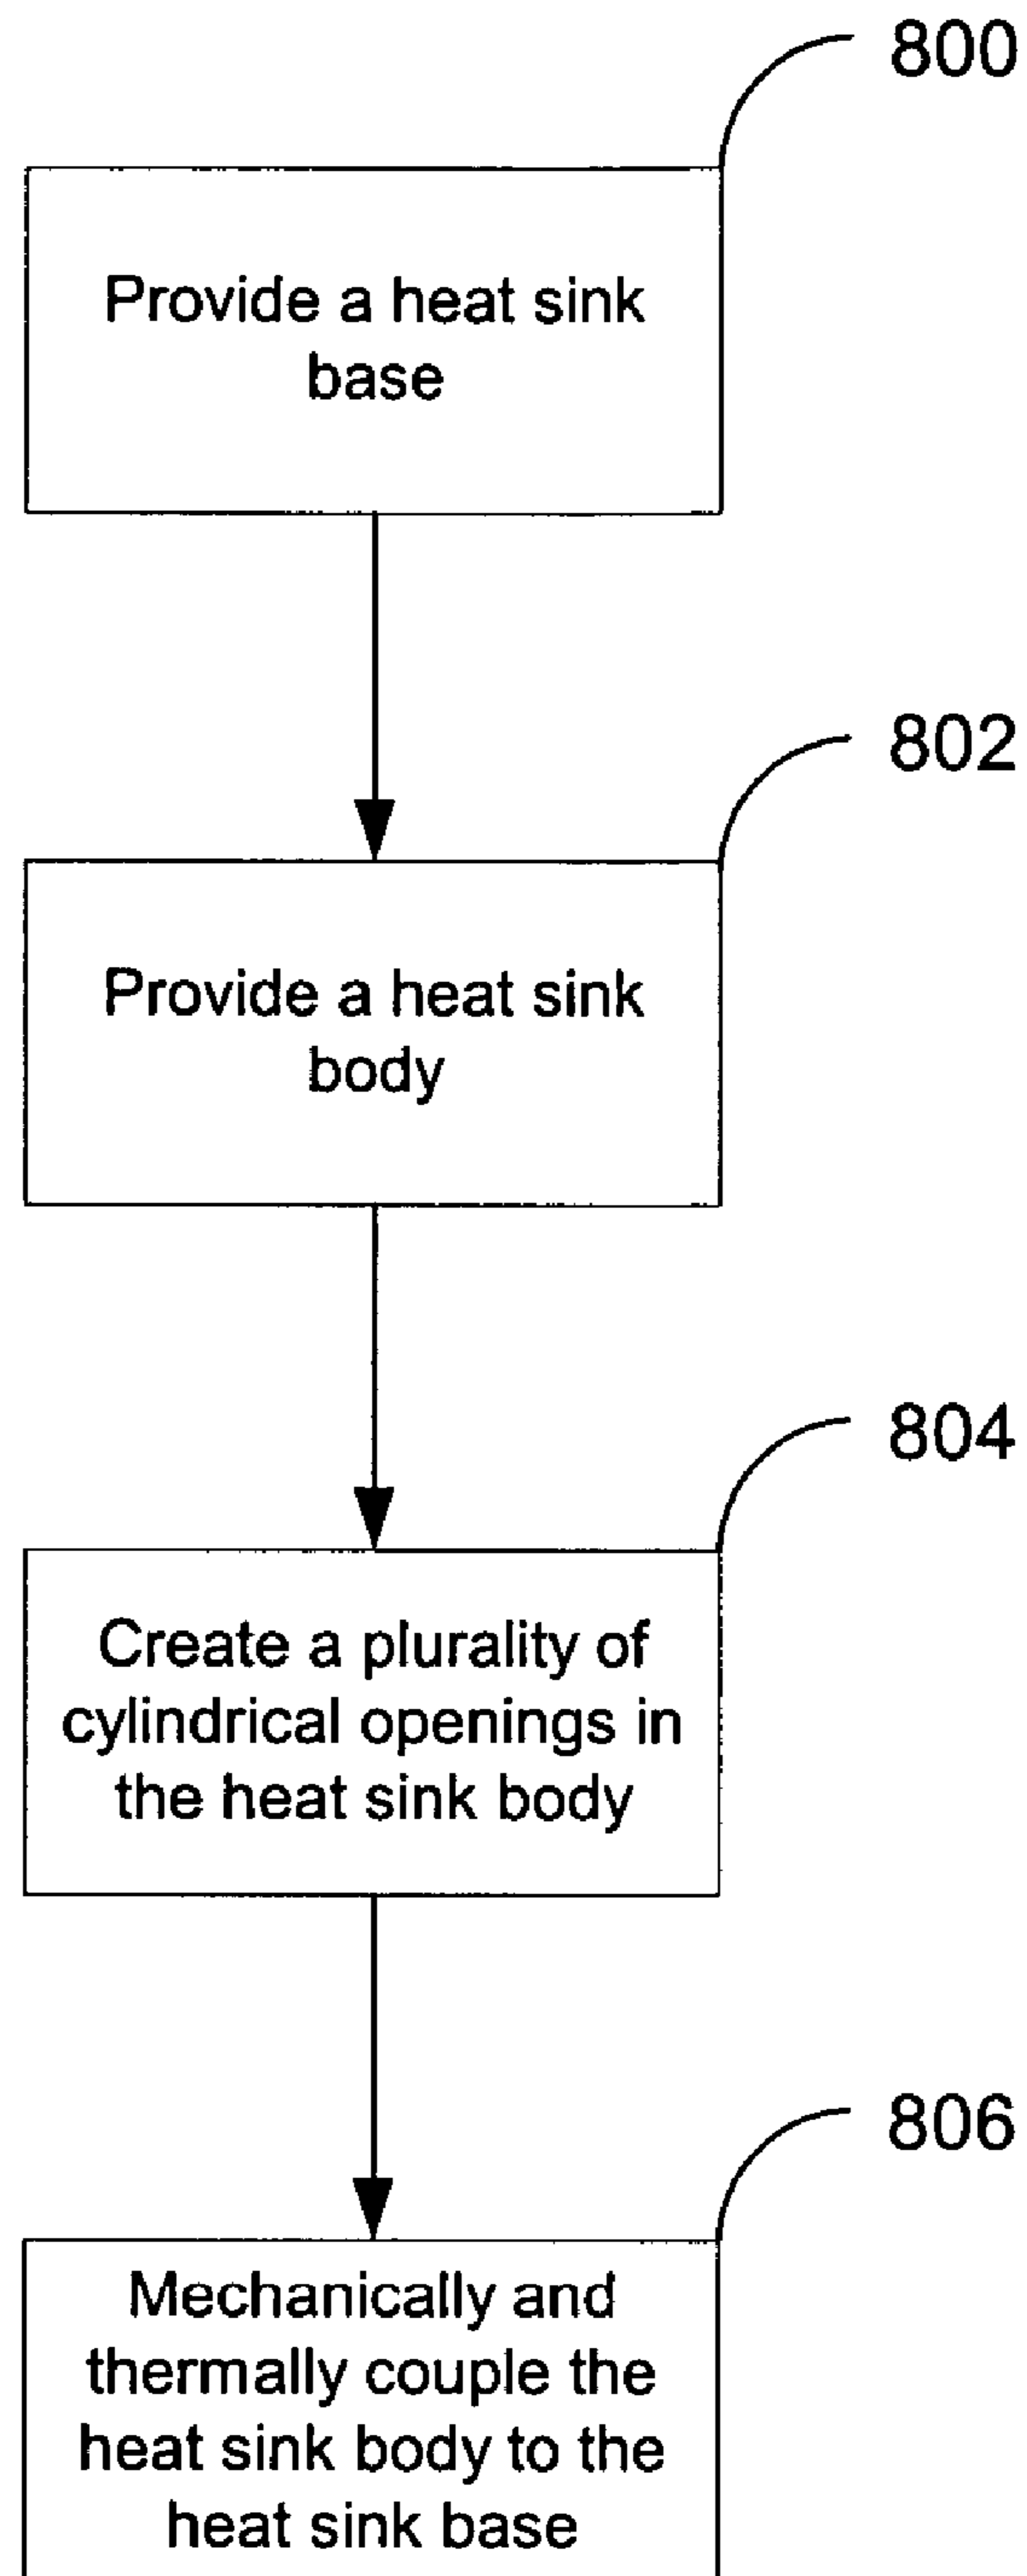 800
Provide a heat sink
base
802
Provide a heat sink
body
804
Create a plurality of
cylindrical openings in
the heat sink body
806
Mechanically and
thermally couple the
heat sink body to the
heat sink base